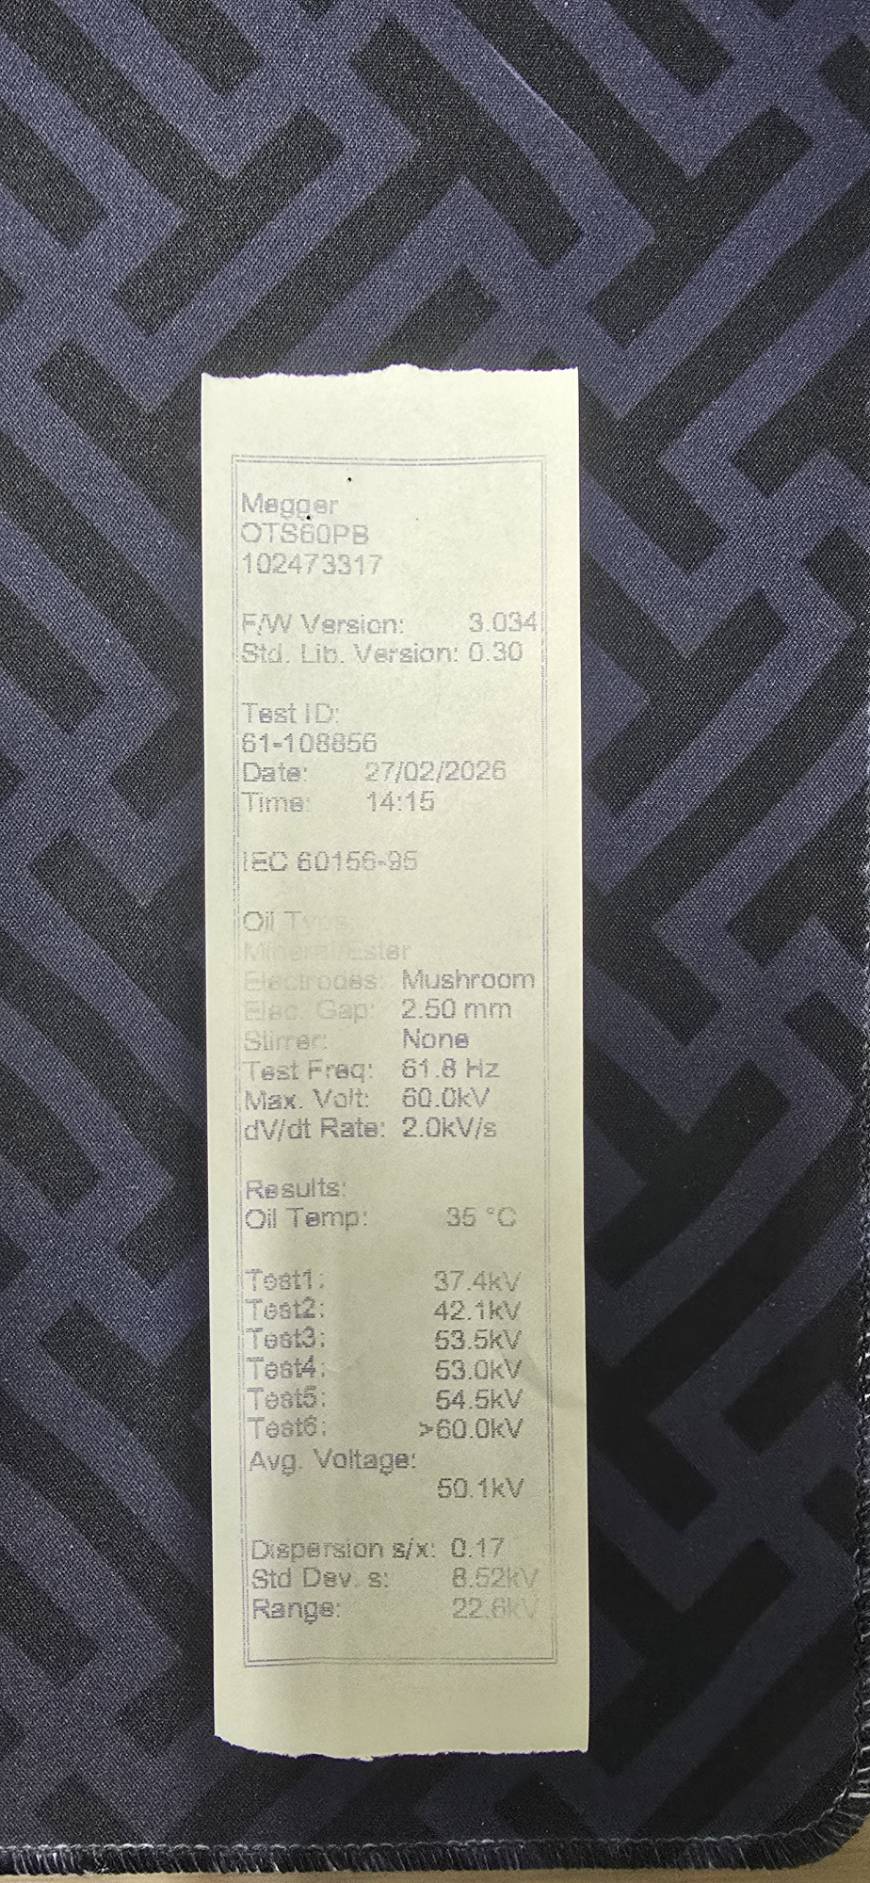 Megger
OTS60PB
102473317
F/W Version: 3.034
Std. Lib. Version: 0.30
Test ID:
61-108856
Date: 27/02/2026
Time: 14:15
IEC 60156-95
Oil Type:
Mineral/Ester
Electrodes: Mushroom
Elec. Gap: 2.50 mm
Stirrer: None
Test Freq: 61.8 Hz
Max. Volt: 60.0kV
dV/dt Rate: 2.0kV/s
Results:
Oil Temp: 35 °C
Test1: 37.4kV
Test2: 42.1kV
Test3: 53.5kV
Test4: 53.0kV
Test5: 54.5kV
Test6: >60.0kV
Avg. Voltage:
50.1kV
Dispersion s/x: 0.17
Std Dev. s: 8.52kV
Range: 22.6kV